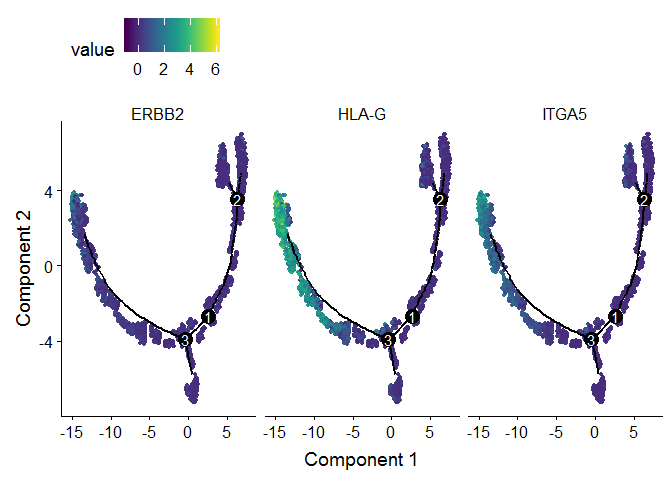 value
0 2 4 6
ERBB2 HLA-G ITGA5
2 2 2
4
0
-4
1 1 1
3 3 3
-15 -10 -5 0 5 -15 -10 -5 0 5 -15 -10 -5 0 5
Component 1
Component 2